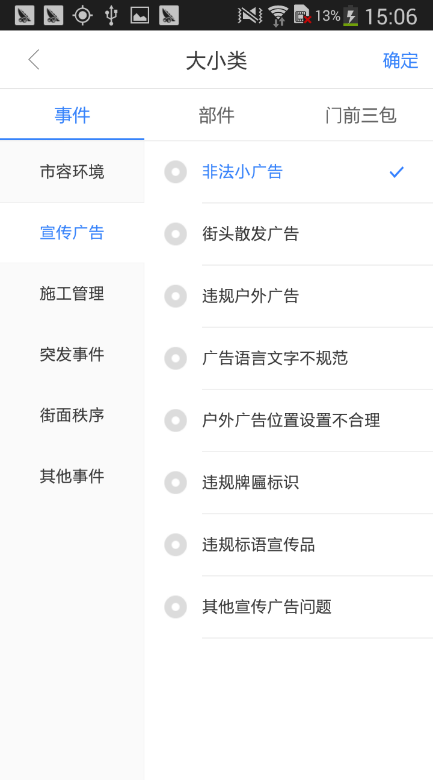 13% 15:06
大小类 确定
事件 部件 门前三包
市容环境
宣传广告
施工管理
突发事件
街面秩序
其他事件
非法小广告
街头散发广告
违规户外广告
广告语言文字不规范
户外广告位置设置不合理
违规牌匾标识
违规标语宣传品
其他宣传广告问题